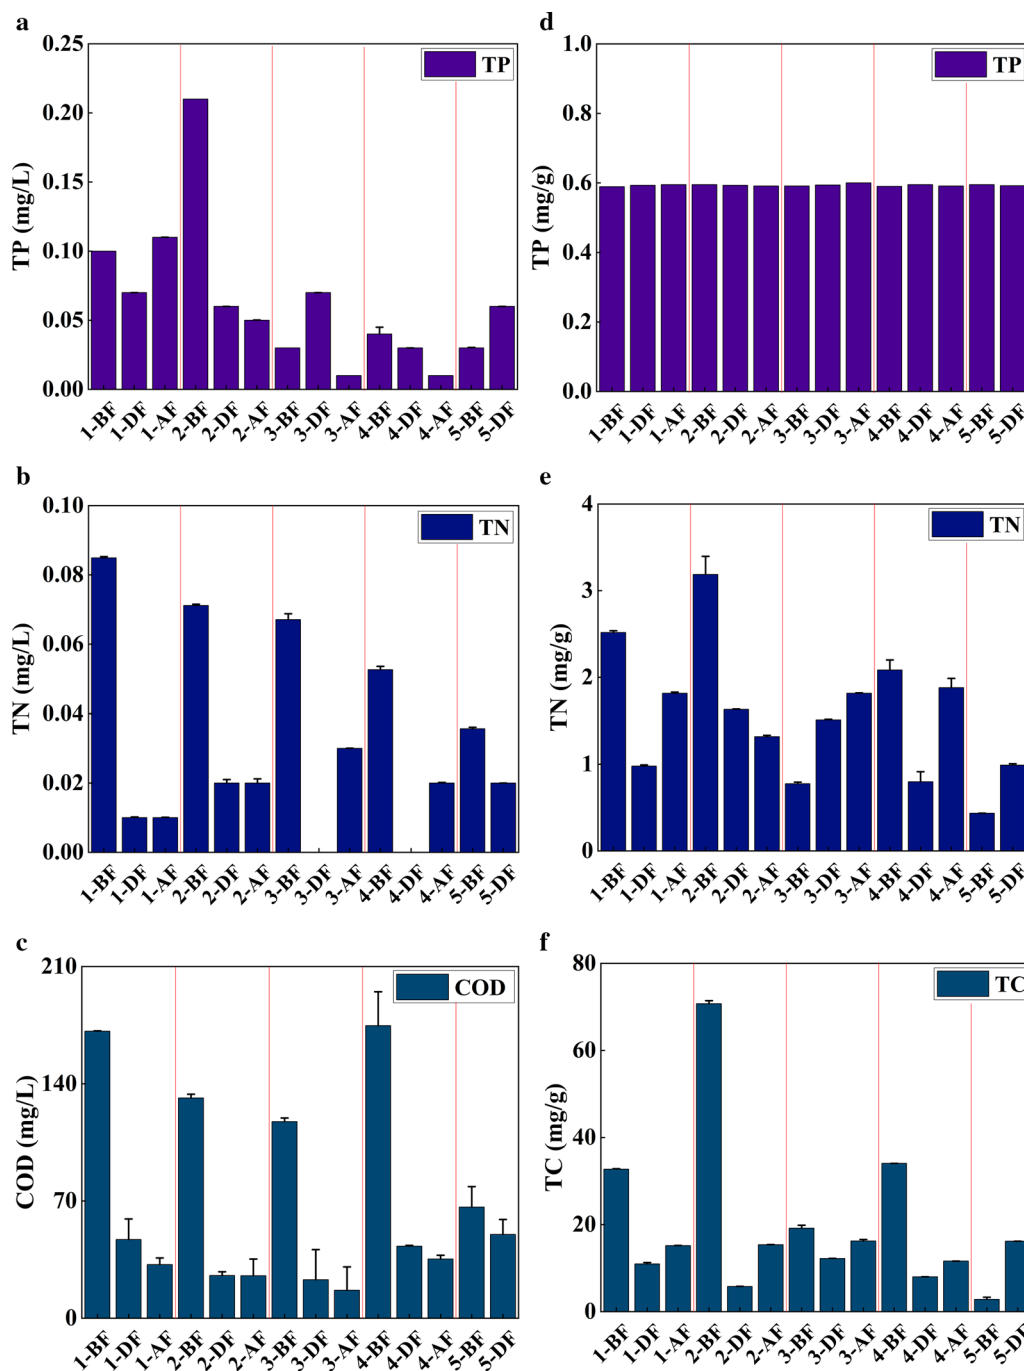 a
TP
TP (mg/L)
0.25
0.20
0.15
0.10
0.05
0.00
1-BF 1-DF 1-AF 2-BF 2-DF 2-AF 3-BF 3-DF 3-AF 4-BF 4-DF 4-AF 5-BF 5-DF
d
TP
TP (mg/g)
1.0
0.8
0.6
0.4
0.2
0.0
1-BF 1-DF 1-AF 2-BF 2-DF 2-AF 3-BF 3-DF 3-AF 4-BF 4-DF 4-AF 5-BF 5-DF
b
TN
TN (mg/L)
0.10
0.08
0.06
0.04
0.02
0.00
1-BF 1-DF 1-AF 2-BF 2-DF 2-AF 3-BF 3-DF 3-AF 4-BF 4-DF 4-AF 5-BF 5-DF
e
TN
TN (mg/g)
4
3
2
1
0
1-BF 1-DF 1-AF 2-BF 2-DF 2-AF 3-BF 3-DF 3-AF 4-BF 4-DF 4-AF 5-BF 5-DF
c
COD
COD (mg/L)
210
140
70
0
1-BF 1-DF 1-AF 2-BF 2-DF 2-AF 3-BF 3-DF 3-AF 4-BF 4-DF 4-AF 5-BF 5-DF
f
TC
TC (mg/g)
80
60
40
20
0
1-BF 1-DF 1-AF 2-BF 2-DF 2-AF 3-BF 3-DF 3-AF 4-BF 4-DF 4-AF 5-BF 5-DF